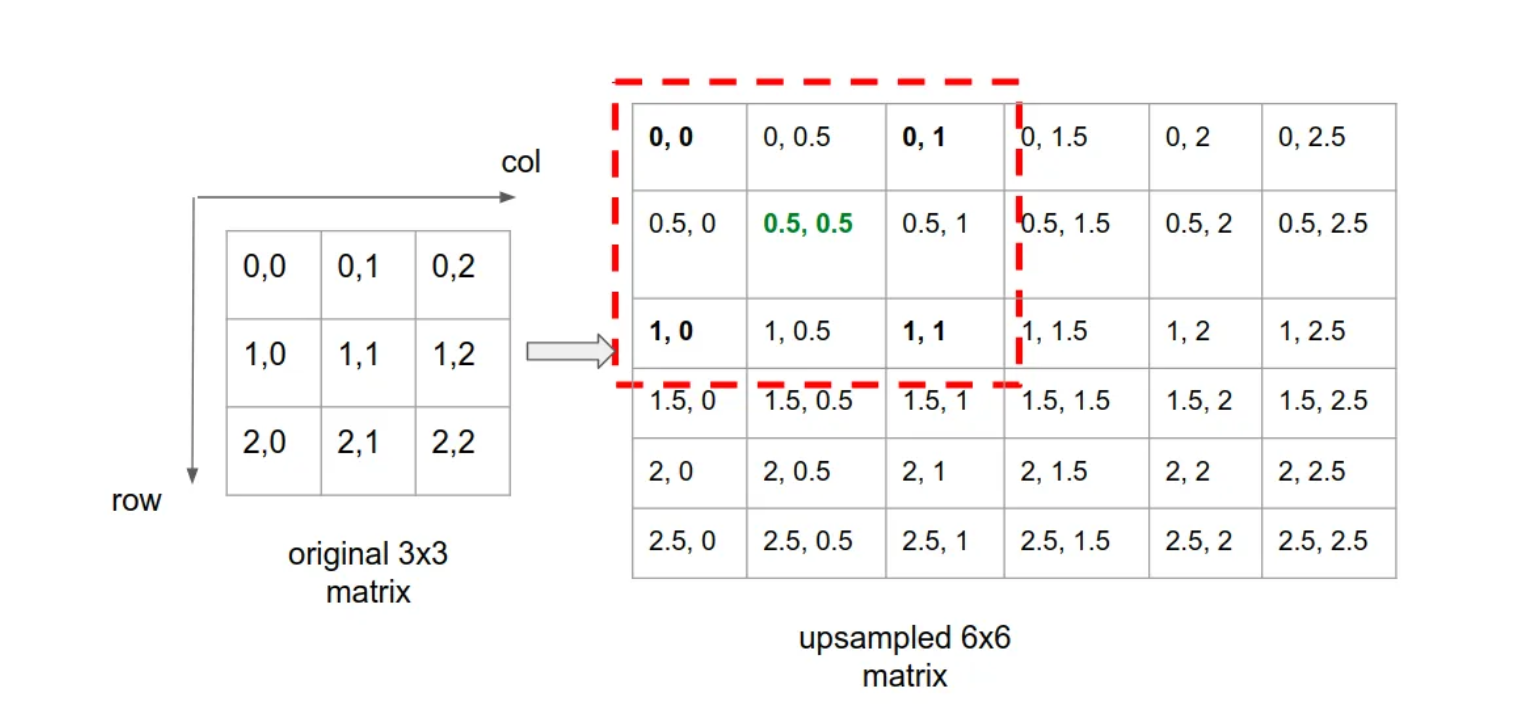 col
0,0 0,1 0,2
1,0 1,1 1,2
2,0 2,1 2,2
row
original 3x3
matrix
0, 0 0, 0.5 0, 1 0, 1.5 0, 2 0, 2.5
0.5, 0 0.5, 0.5 0.5, 1 0.5, 1.5 0.5, 2 0.5, 2.5
1, 0 1, 0.5 1, 1 1, 1.5 1, 2 1, 2.5
1.5, 0 1.5, 0.5 1.5, 1 1.5, 1.5 1.5, 2 1.5, 2.5
2, 0 2, 0.5 2, 1 2, 1.5 2, 2 2, 2.5
2.5, 0 2.5, 0.5 2.5, 1 2.5, 1.5 2.5, 2 2.5, 2.5
upsampled 6x6
matrix